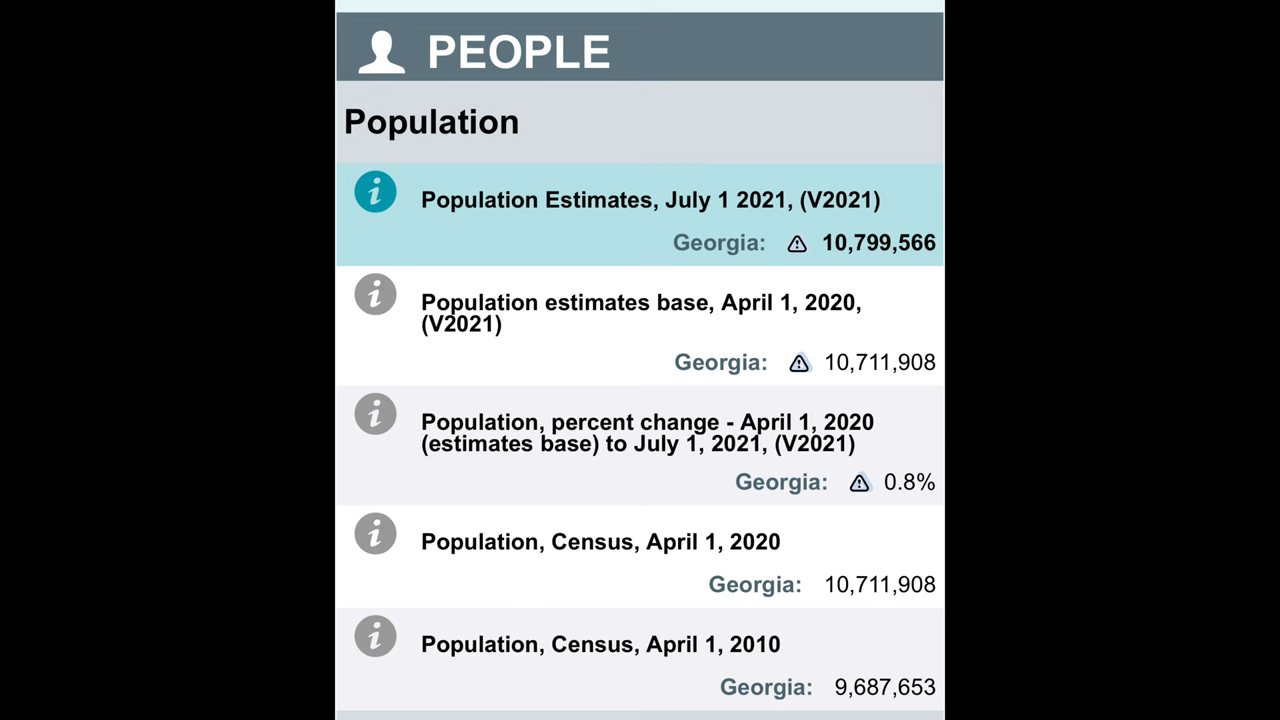 PEOPLE
Population
Population Estimates, July 1 2021, (V2021)
Georgia: 10,799,566
Population estimates base, April 1, 2020,
(V2021)
Georgia: 10,711,908
Population, percent change - April 1, 2020
(estimates base) to July 1, 2021, (V2021)
Georgia: 0.8%
Population, Census, April 1, 2020
Georgia: 10,711,908
Population, Census, April 1, 2010
Georgia: 9,687,653